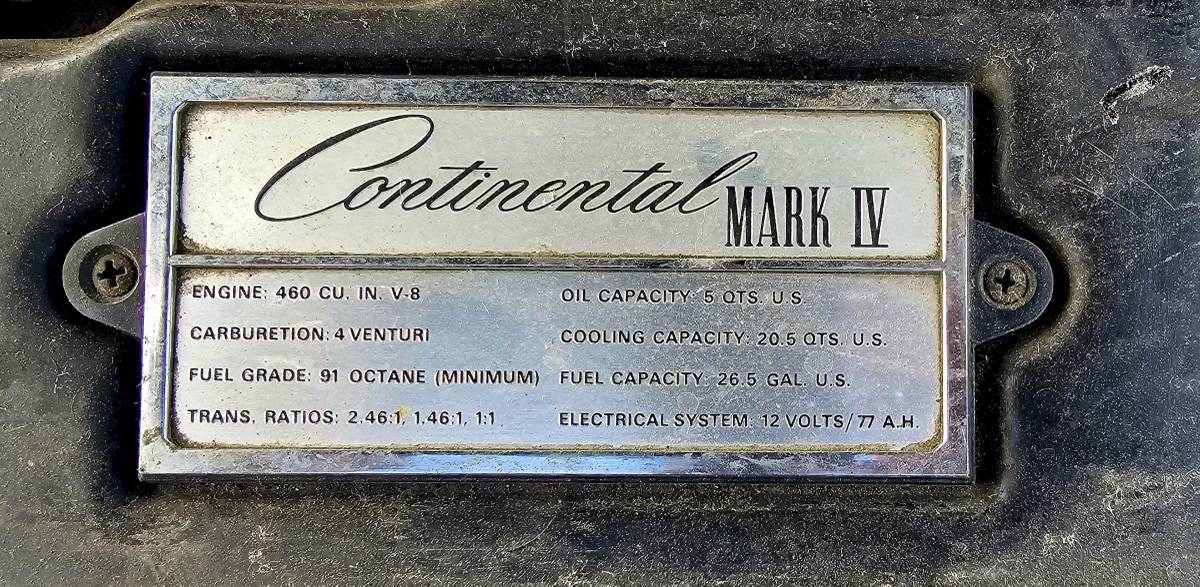 Continental MARK IV
ENGINE: 460 CU. IN. V-8
CARBURETION: 4 VENTURI
FUEL GRADE: 91 OCTANE (MINIMUM)
TRANS. RATIOS: 2.46:1, 1.46:1, 1:1
OIL CAPACITY: 5 QTS. U.S.
COOLING CAPACITY: 20.5 QTS. U.S.
FUEL CAPACITY: 26.5 GAL. U.S.
ELECTRICAL SYSTEM: 12 VOLTS/77 A.H.